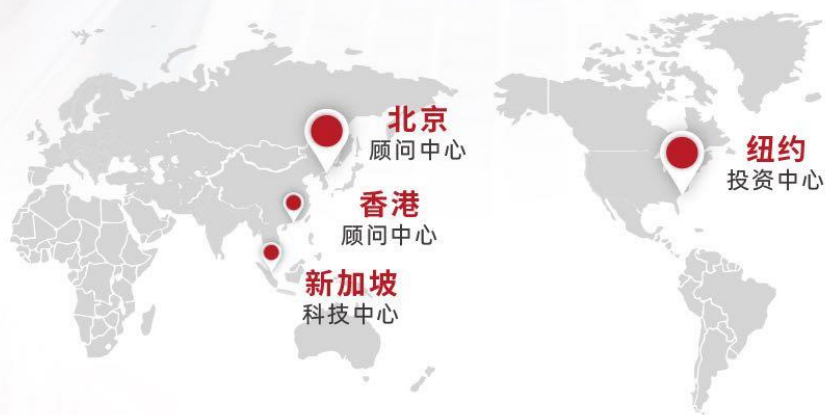 北京
顾问中心
纽约
投资中心
香港
顾问中心
新加坡
科技中心